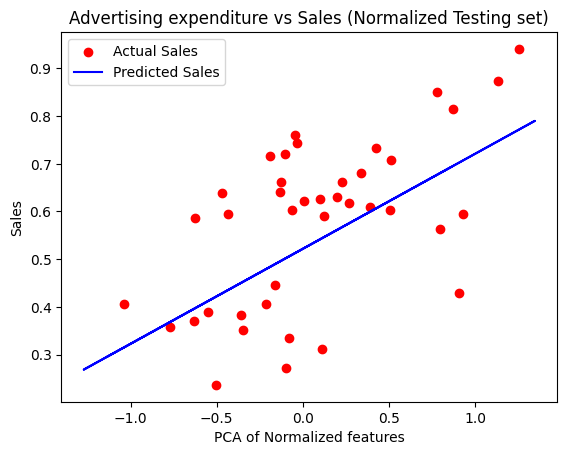 Advertising expenditure vs Sales (Normalized Testing set)
Actual Sales
Predicted Sales
0.9
0.8
0.7
0.6
0.5
0.4
0.3
Sales
−1.0 −0.5 0.0 0.5 1.0
PCA of Normalized features